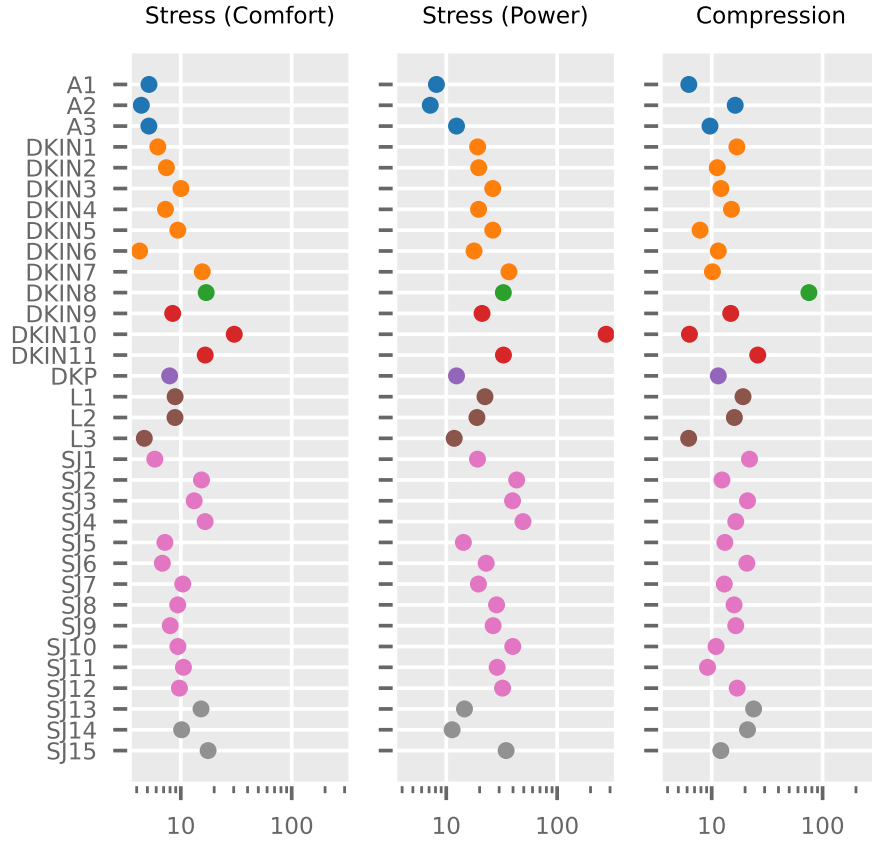 Stress (Comfort) Stress (Power) Compression
A1
A2
A3
DKIN1
DKIN2
DKIN3
DKIN4
DKIN5
DKIN6
DKIN7
DKIN8
DKIN9
DKIN10
DKIN11
DKP
L1
L2
L3
SJ1
SJ2
SJ3
SJ4
SJ5
SJ6
SJ7
SJ8
SJ9
SJ10
SJ11
SJ12
SJ13
SJ14
SJ15
10 100 10 100 10 100